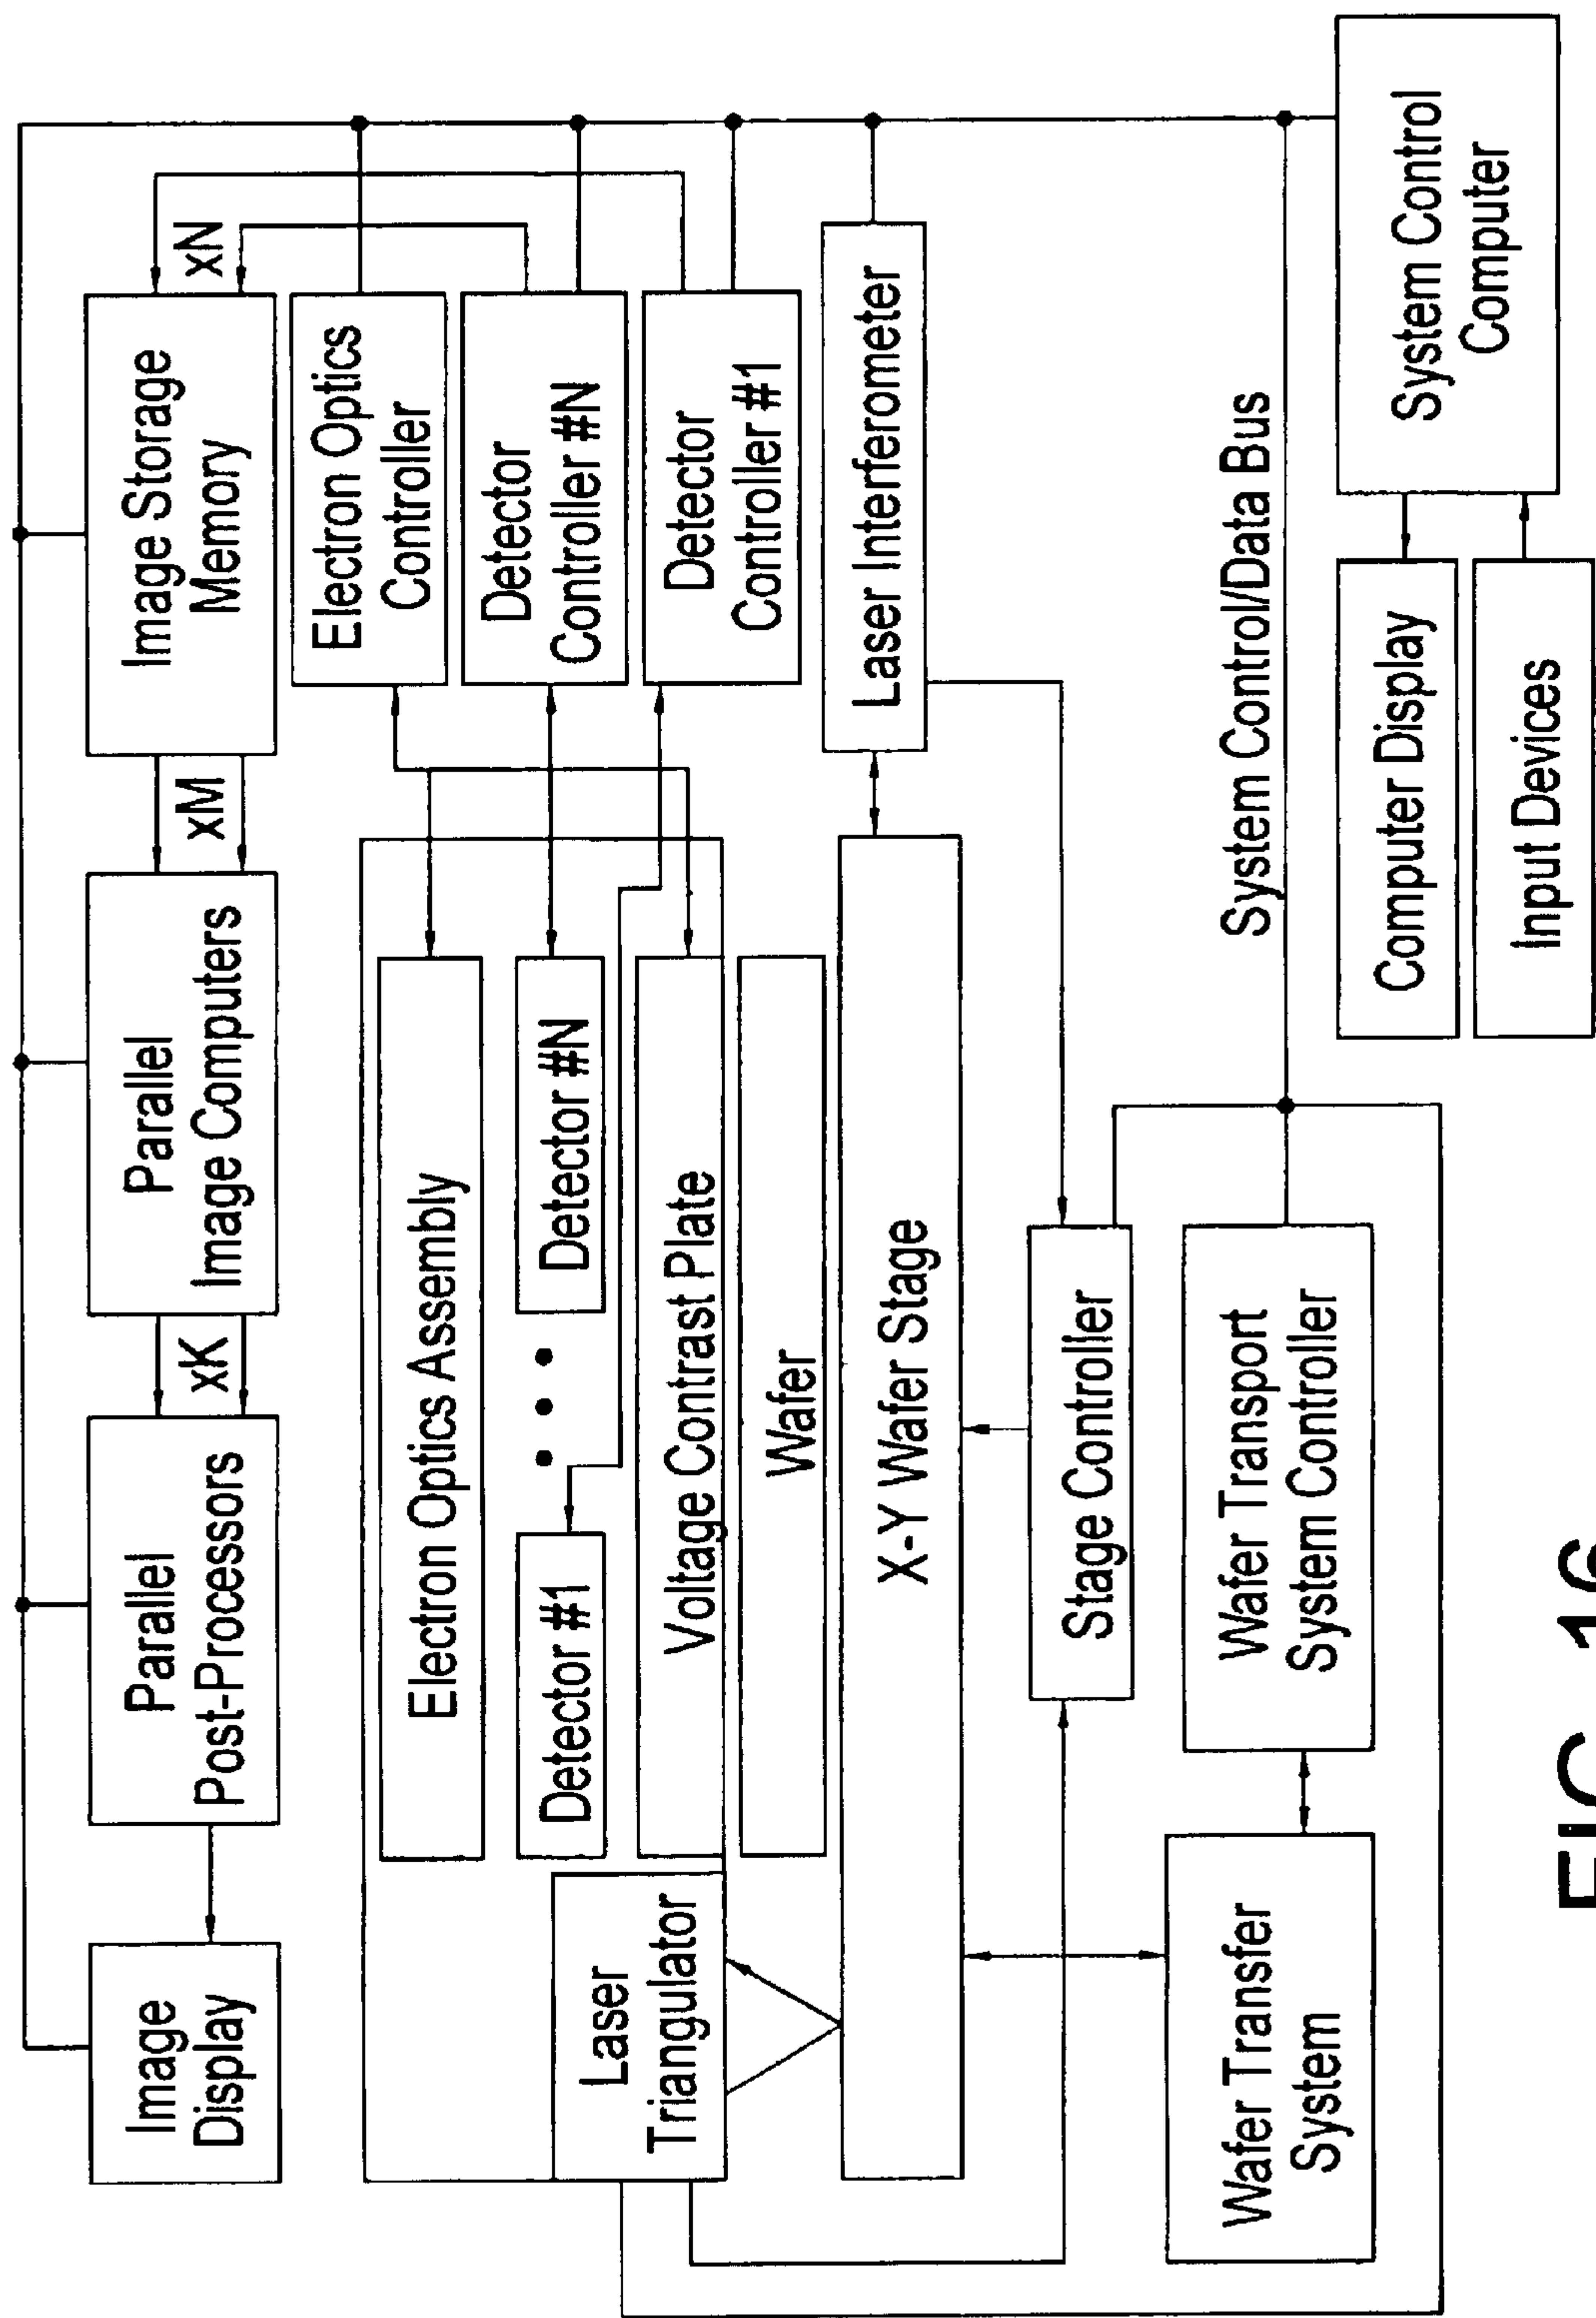 Image
Display
Parallel
Post-Processors
xK
Parallel
Image Computers
xM
Image Storage
Memory
xN
Electron Optics
Controller
Detector
Controller #N
Detector
Controller #1
Electron Optics Assembly
Detector #1
Detector #N
Voltage Contrast Plate
Laser
Triangulator
Wafer
X-Y Wafer Stage
Laser Interferometer
Stage Controller
Wafer Transport
System Controller
Wafer Transfer
System
System Control/Data Bus
System Control
Computer
Computer Display
Input Devices
FIG. 16